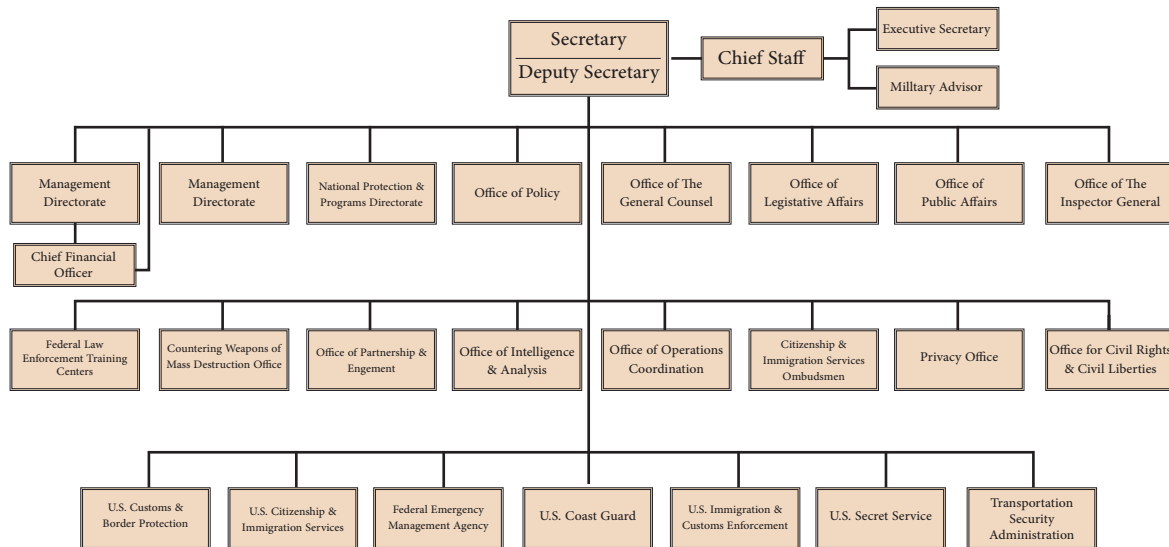 Secretary
Deputy Secretary
Chief Staff
Executive Secretary
Milltary Advisor
Management
Directorate
Management
Directorate
National Protection &
Programs Directorate
Office of Policy
Office of The
General Counsel
Office of
Legistative Affairs
Office of
Public Affairs
Office of The
Inspector General
Chief Financial
Officer
Federal Law
Enforcement Training
Centers
Countering Weapons of
Mass Destruction Office
Office of Partnership &
Engement
Office of Intelligence
& Analysis
Office of Operations
Coordination
Citizenship
& Immigration Services
Ombudsmen
Privacy Office
Office for Civil Rights
& Civil Liberties
U.S. Customs &
Border Protection
U.S. Citizenship &
Immigration Services
Federal Emergency
Management Agency
U.S. Coast Guard
U.S. Immigration &
Customs Enforcement
U.S. Secret Service
Transportation
Security
Administration